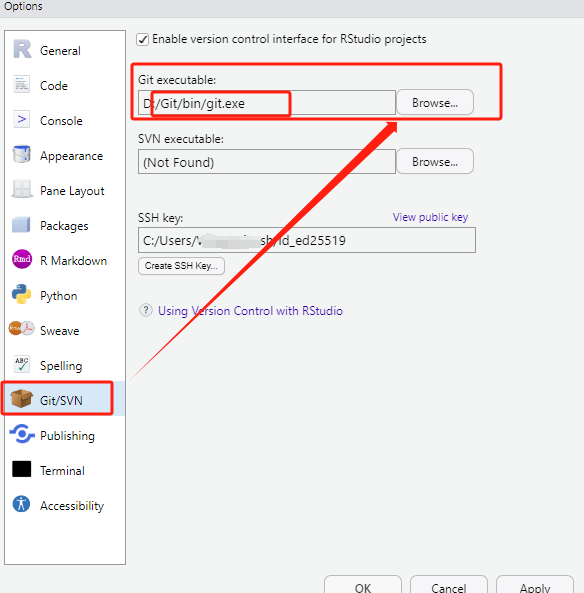 Options
General
Code
Console
Appearance
Pane Layout
Packages
Rmd R Markdown
Python
Sweave
ABC Spelling
Git/SVN
Publishing
Terminal
Accessibility
Enable version control interface for RStudio projects
Git executable:
D:/Git/bin/git.exe Browse...
SVN executable:
(Not Found) Browse...
SSH key: View public key
C:/Users/ sh/id_ed25519
Create SSH Key...
? Using Version Control with RStudio
OK Cancel Apply